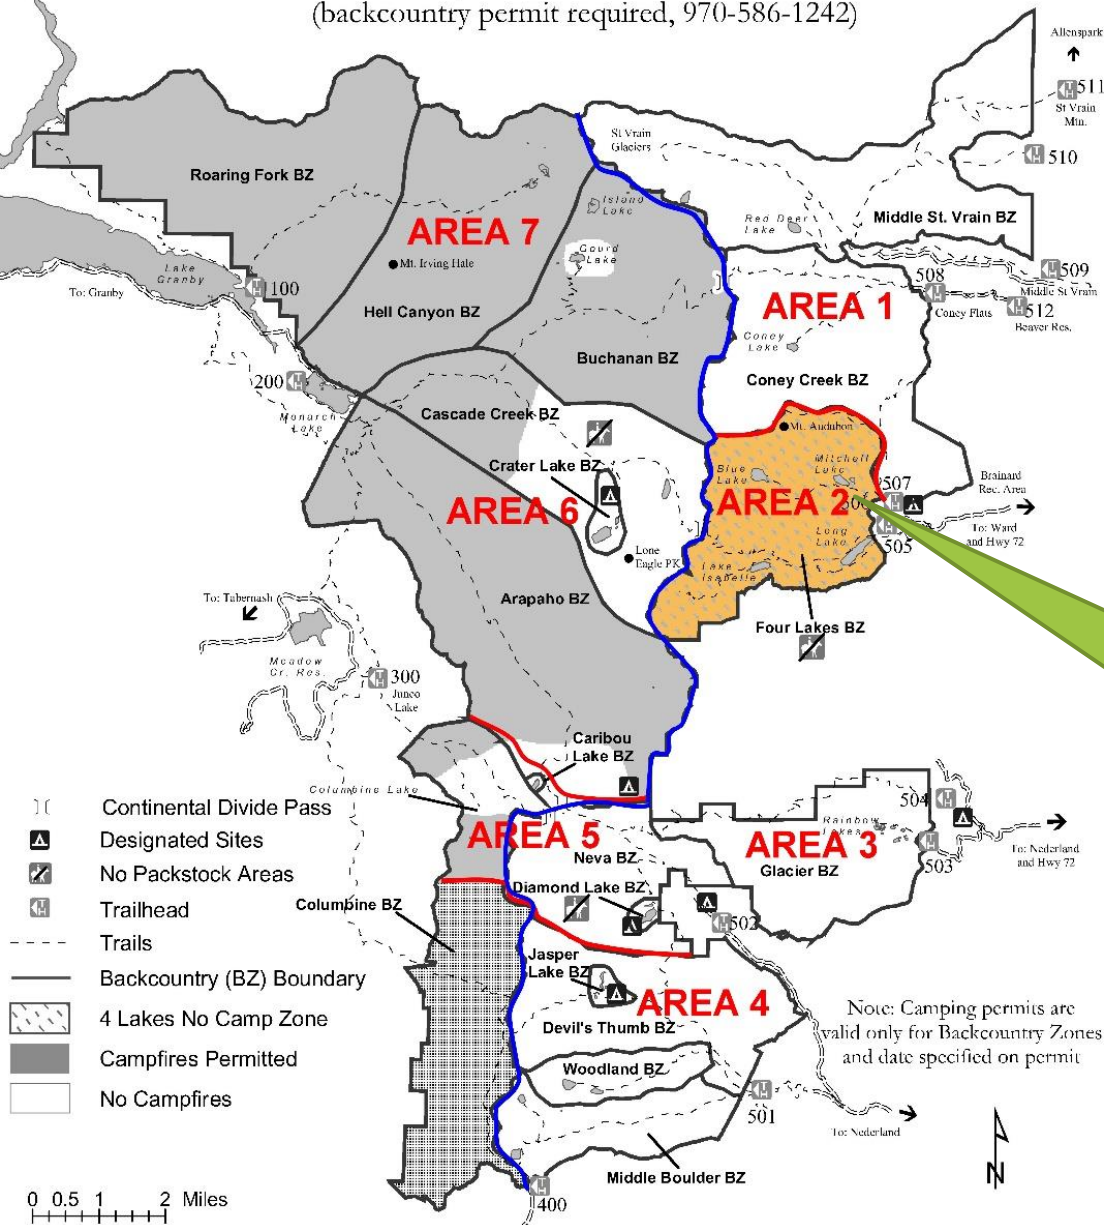 (backcountry permit required, 970-586-1242)
Allenspark
511
St Vrain
Mtn.
St Vrain
Glaciers
510
Roaring Fork BZ
Island
Lake
AREA 7
Red Deer
Lake
Middle St. Vrain BZ
Gourd
Lake
Mt. Irving Hale
Lake
Granby
To: Granby
100
508
509
Middle St Vrain
Hell Canyon BZ
AREA 1
Coney Flats
512
Beaver Res.
Coney
Lake
Buchanan BZ
200
Coney Creek BZ
Monarch
Lake
Cascade Creek BZ
Mt. Audubon
Crater Lake BZ
Blue
Lake
Mitchell
Lake
Brainard
Rec. Area
507
AREA 6
AREA 2
506
505
To: Ward
and Hwy 72
Long
Lake
Lone
Eagle PK
Lake
Isabelle
Arapaho BZ
To: Tabernash
Four Lakes BZ
Meadow
Cr. Res.
300
Junco
Lake
Caribou
Lake BZ
Columbine Lake
504
AREA 5
Rainbow
Lakes
AREA 3
503
To: Nederland
and Hwy 72
Neva BZ
Glacier BZ
Diamond Lake BZ
Columbine BZ
502
Jasper
Lake BZ
AREA 4
Devil's Thumb BZ
Woodland BZ
501
To: Nederland
Middle Boulder BZ
400
Continental Divide Pass
Designated Sites
No Packstock Areas
Trailhead
Trails
Backcountry (BZ) Boundary
4 Lakes No Camp Zone
Campfires Permitted
No Campfires
Note: Camping permits are
valid only for Backcountry Zones
and date specified on permit
N
0 0.5 1 2 Miles